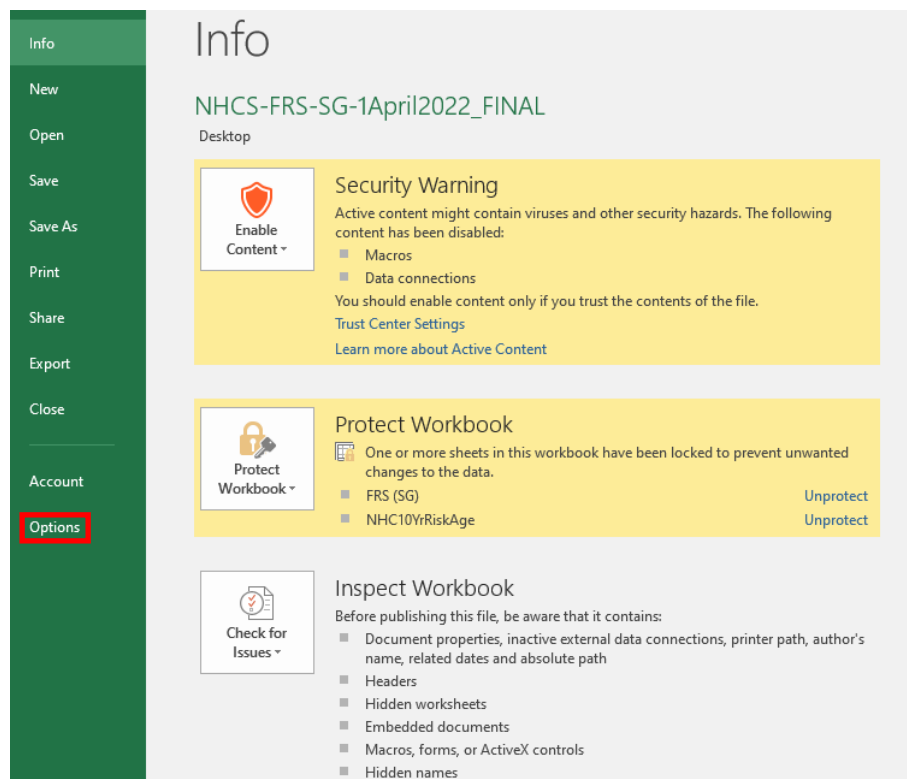 Info
New
Open
Save
Save As
Print
Share
Export
Close
Account
Options
Info
NHCS-FRS-SG-1April2022_FINAL
Desktop
Enable
Content
Security Warning
Active content might contain viruses and other security hazards. The following
content has been disabled:
Macros
Data connections
You should enable content only if you trust the contents of the file.
Trust Center Settings
Learn more about Active Content
Protect
Workbook
Protect Workbook
One or more sheets in this workbook have been locked to prevent unwanted
changes to the data.
FRS (SG) Unprotect
NHC10YrRiskAge Unprotect
Check for
Issues
Inspect Workbook
Before publishing this file, be aware that it contains:
Document properties, inactive external data connections, printer path, author's
name, related dates and absolute path
Headers
Hidden worksheets
Embedded documents
Macros, forms, or ActiveX controls
Hidden names